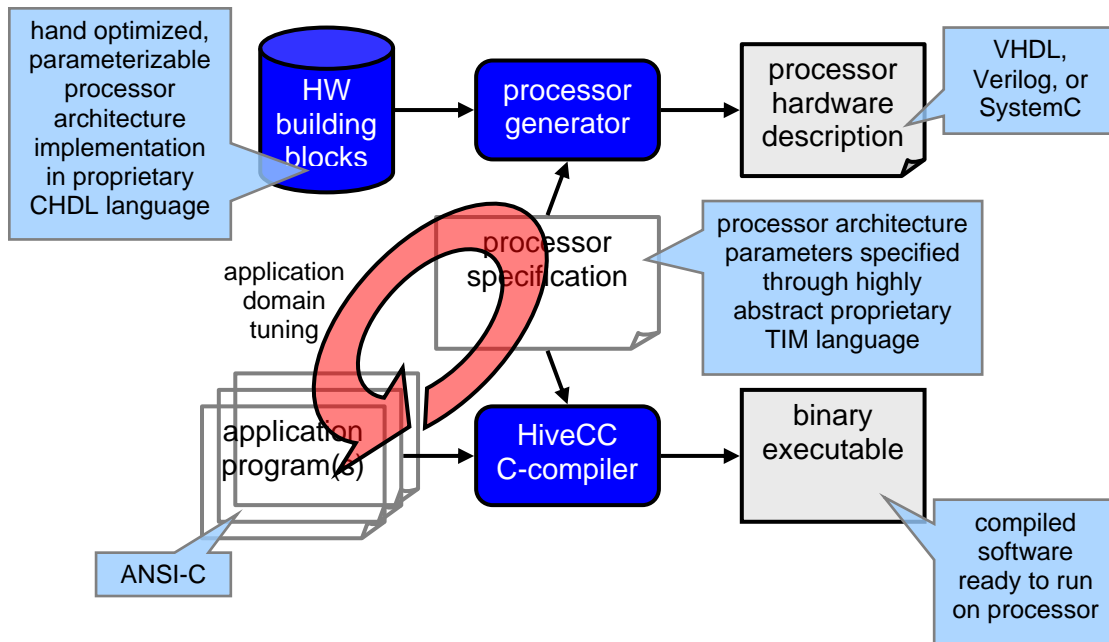 hand optimized,
parameterizable
processor
architecture
implementation
in proprietary
CHDL language
HW
building
blocks
processor
generator
processor
hardware
description
VHDL,
Verilog, or
SystemC
application
domain
tuning
processor
specification
processor architecture
parameters specified
through highly
abstract proprietary
TIM language
application
program(s)
HiveCC
C-compiler
binary
executable
ANSI-C
compiled
software
ready to run
on processor